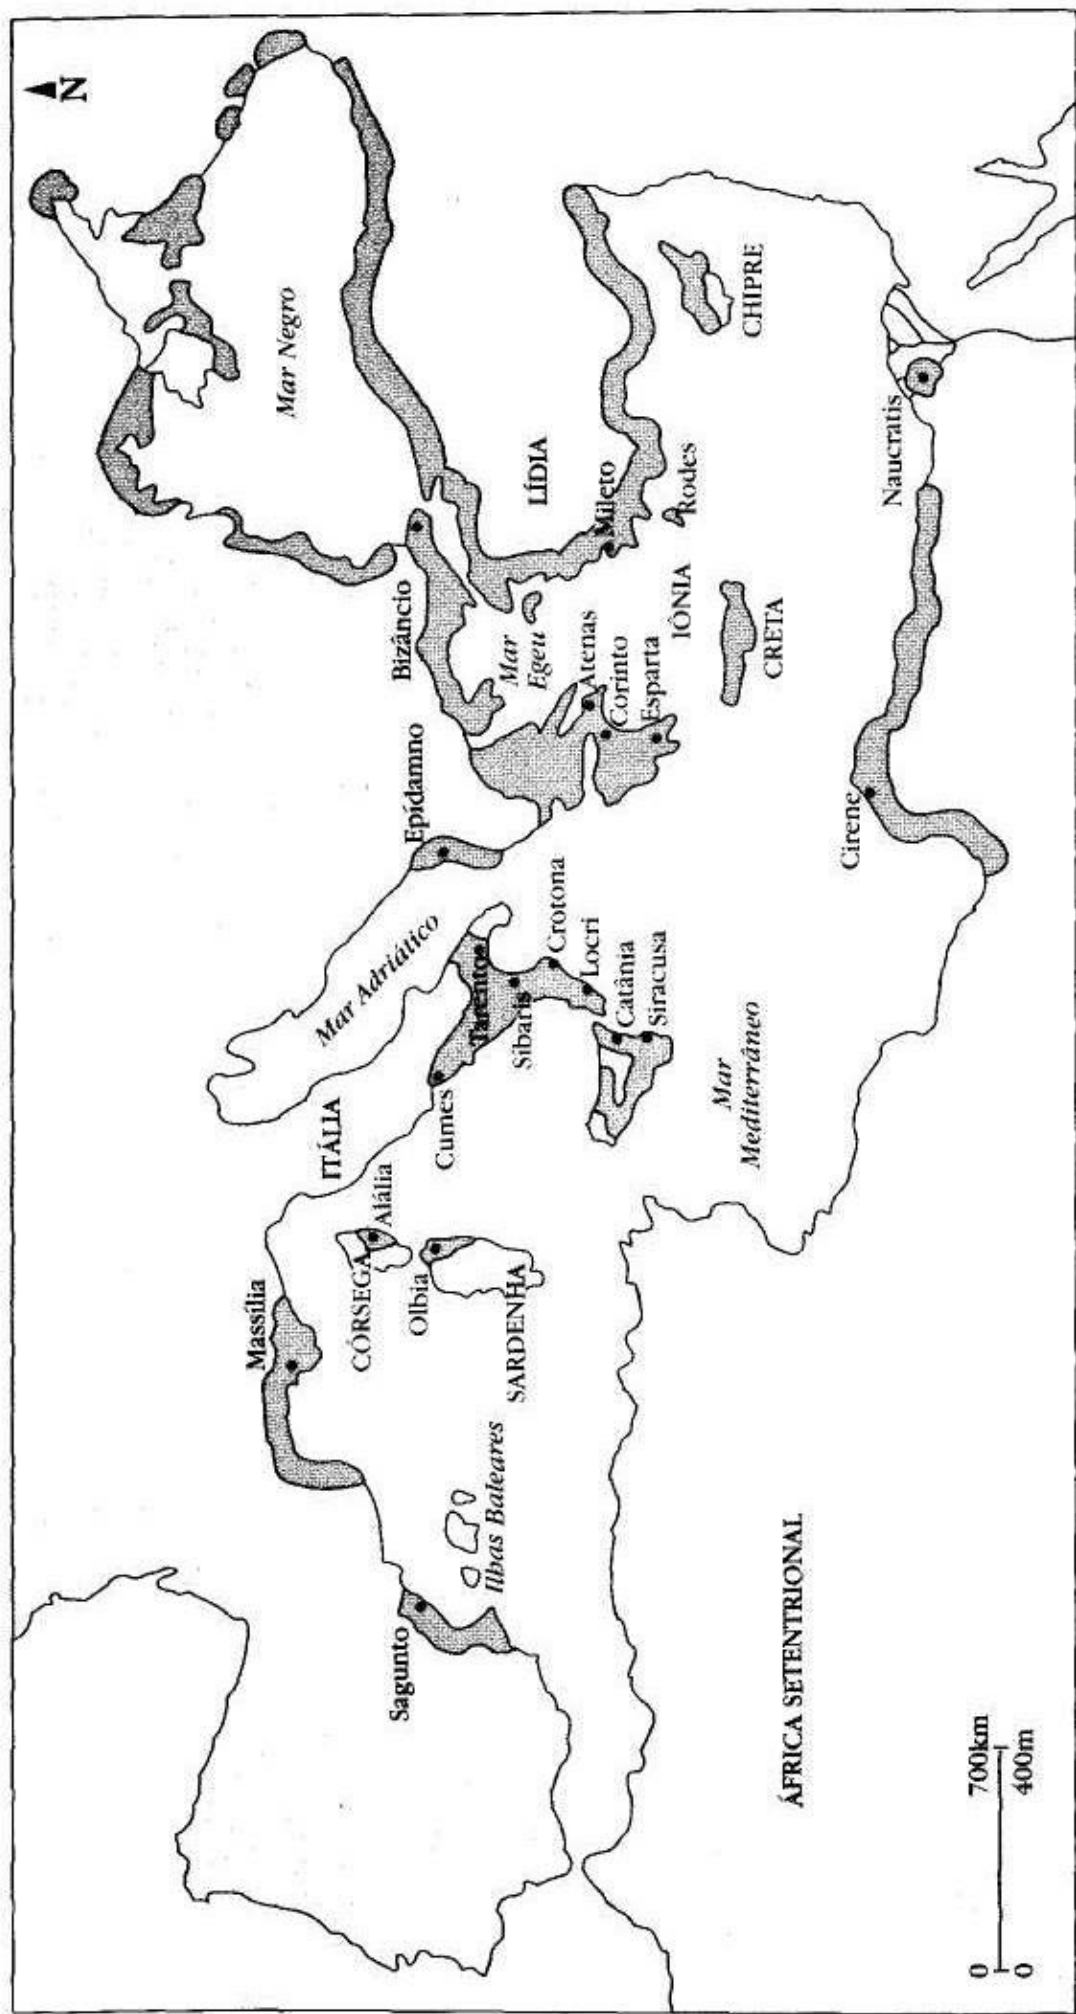 N
Mar Negro
LÍDIA
CHIPRE
Bizâncio
Mileto
Rodes
Naucratis
Mar
Egeu
Atenas
Corinto
Esparta
IÔNIA
CRETA
Epídamno
Cirene
Mar Adriático
Tarento
Sibaris
Crotona
Locri
Catânia
Siracusa
Cumes
ITÁLIA
Mar
Mediterrâneo
Alália
CÓRSEGA
Olbia
SARDENHA
Massília
Ilbas Baleares
Sagunto
ÁFRICA SETENTRIONAL
0 700km
0 400m